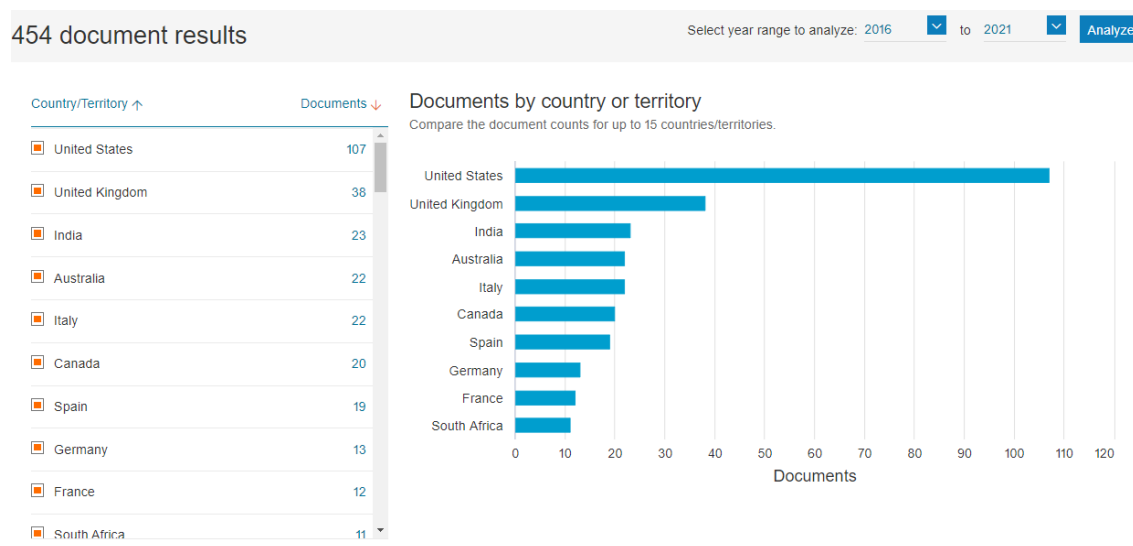 454 document results
Select year range to analyze: 2016 to 2021 Analyze
Country/Territory Documents
United States 107
United Kingdom 38
India 23
Australia 22
Italy 22
Canada 20
Spain 19
Germany 13
France 12
South Africa 11
Documents by country or territory
Compare the document counts for up to 15 countries/territories.
United States
United Kingdom
India
Australia
Italy
Canada
Spain
Germany
France
South Africa
0 10 20 30 40 50 60 70 80 90 100 110 120
Documents